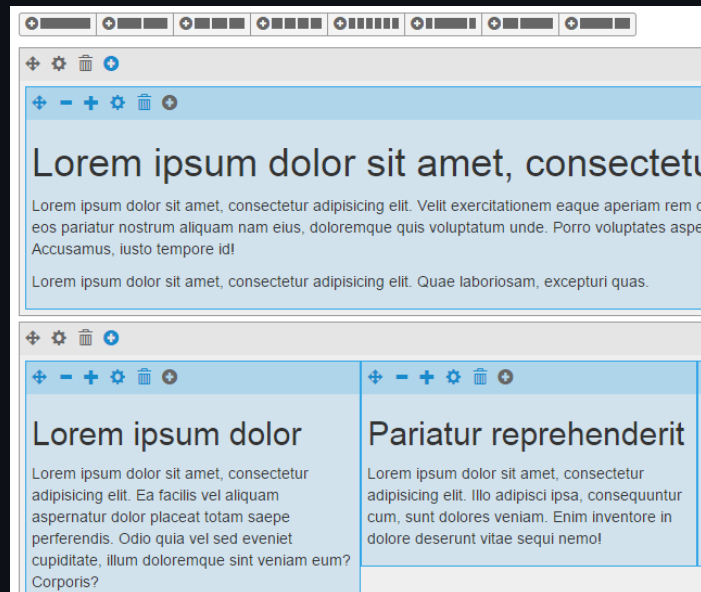 Lorem ipsum dolor sit amet, consectetu
Lorem ipsum dolor sit amet, consectetur adipisicing elit. Velit exercitationem eaque aperiam rem
eos pariatur nostrum aliquam nam eius, doloremque quis voluptatum unde. Porro voluptates aspe
Accusamus, iusto tempore id!
Lorem ipsum dolor sit amet, consectetur adipisicing elit. Quae laboriosam, excepturi quas.
Lorem ipsum dolor
Lorem ipsum dolor sit amet, consectetur
adipisicing elit. Ea facilis vel aliquam
aspernatur dolor placeat totam saepe
perferendis. Odio quia vel sed eveniet
cupiditate, illum doloremque sint veniam eum?
Corporis?
Pariatur reprehenderit
Lorem ipsum dolor sit amet, consectetur
adipisicing elit. Illo adipisci ipsa, consequuntur
cum, sunt dolores veniam. Enim inventore in
dolore deserunt vitae sequi nemo!